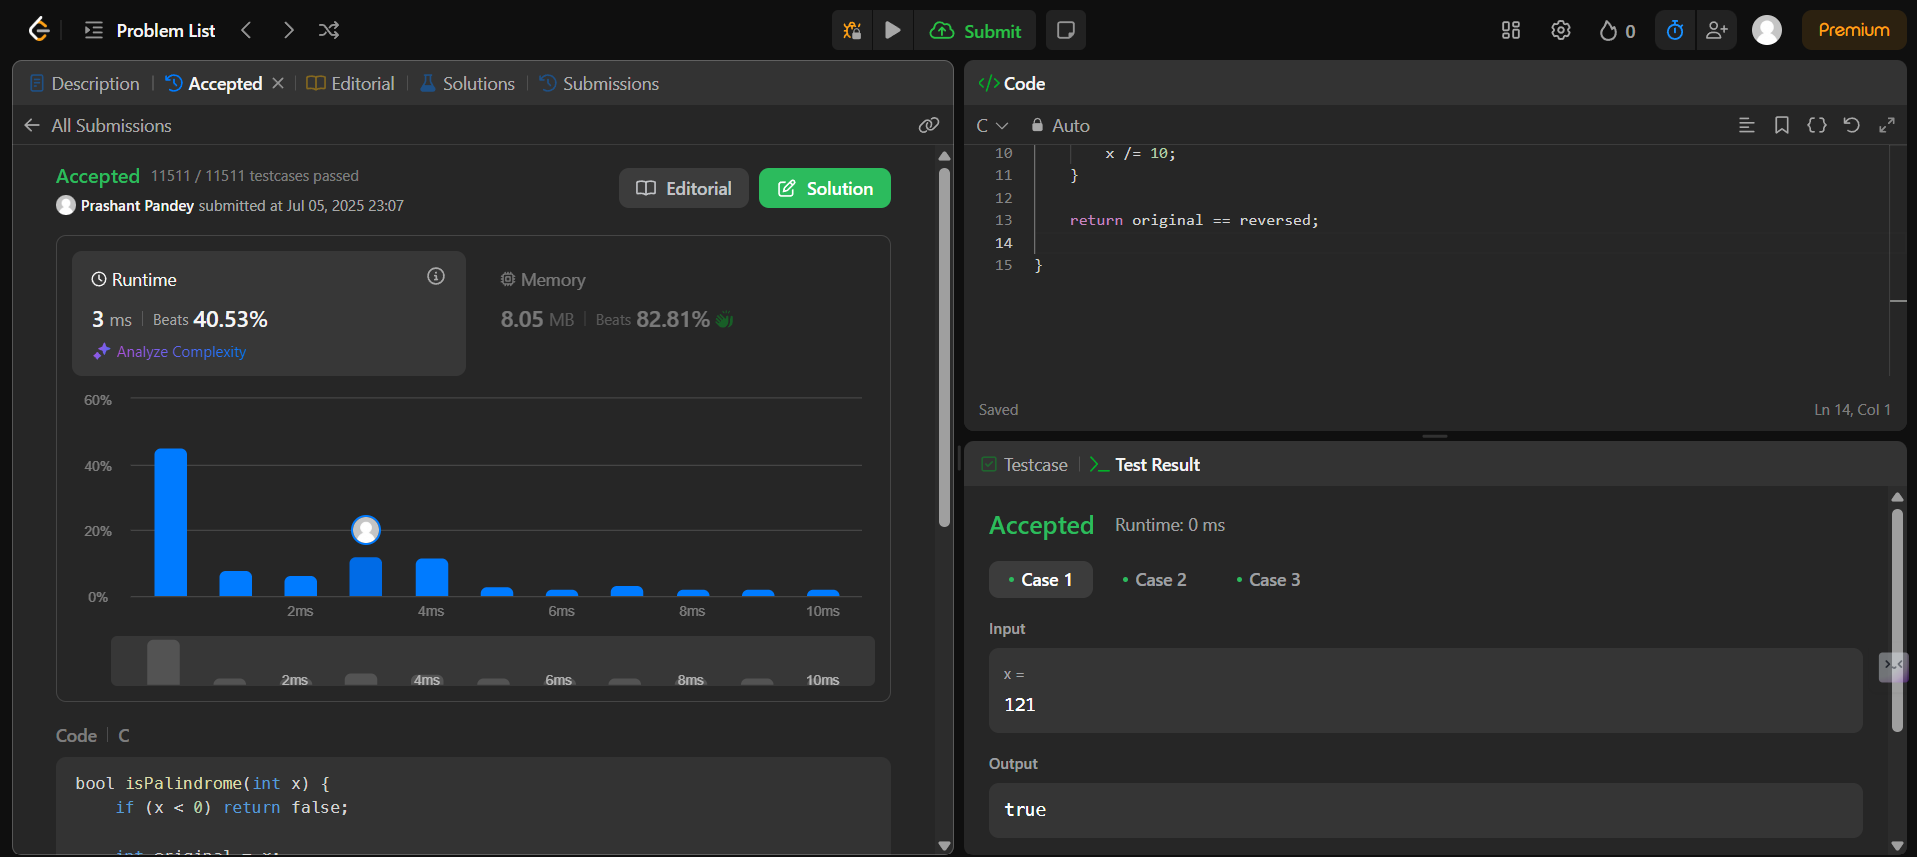 Problem List
Submit
0
Premium
Description
Accepted
Editorial
Solutions
Submissions
All Submissions
Accepted 11511 / 11511 testcases passed
Prashant Pandey submitted at Jul 05, 2025 23:07
Editorial
Solution
Runtime
3 ms Beats 40.53%
Analyze Complexity
Memory
8.05 MB Beats 82.81%
60%
40%
20%
0%
2ms 4ms 6ms 8ms 10ms
2ms 4ms 6ms 8ms 10ms
Code C
bool isPalindrome(int x) {
if (x < 0) return false;
int original = x;
</> Code
C Auto
10 x /= 10;
11 }
12
13 return original == reversed;
14
15 }
Saved
Ln 14, Col 1
Testcase
Test Result
Accepted Runtime: 0 ms
• Case 1 • Case 2 • Case 3
Input
x =
121
Output
true